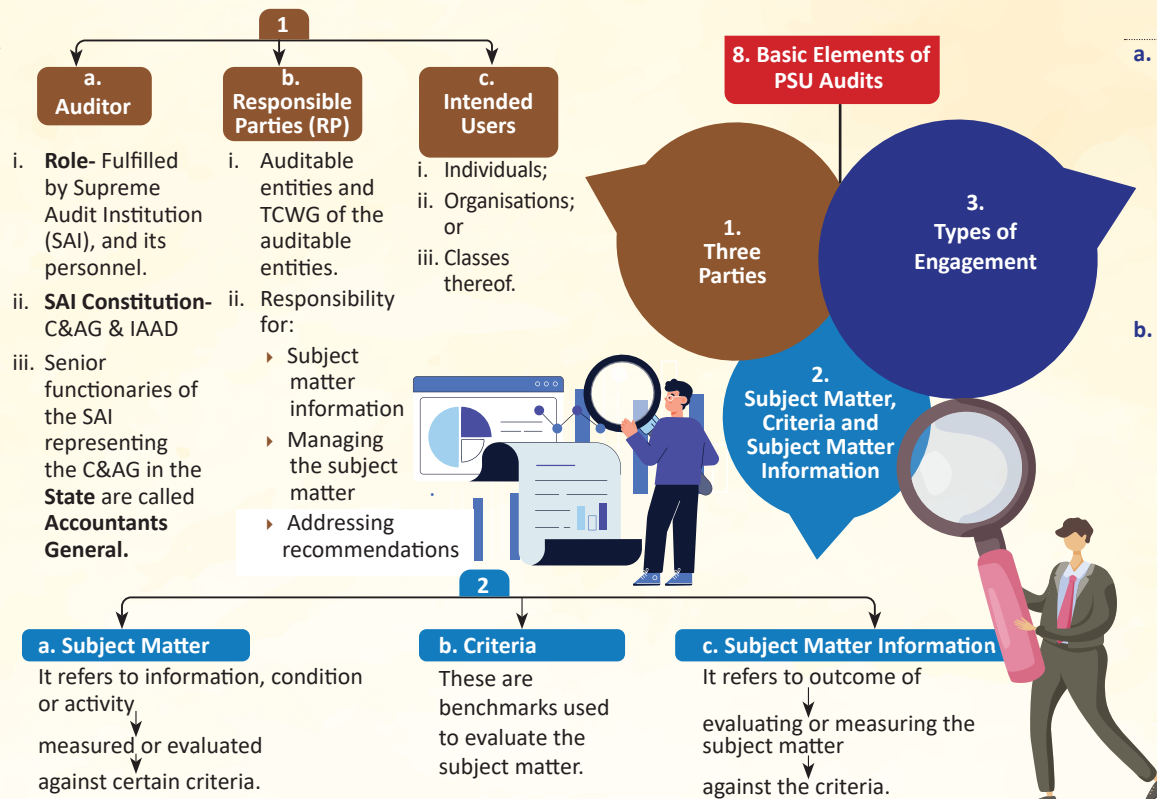 1
a.
Auditor
i. Role- Fulfilled
by Supreme
Audit Institution
(SAI), and its
personnel.
ii. SAI Constitution-
C&AG & IAAD
iii. Senior
functionaries of
the SAI
representing
the C&AG in the
State are called
Accountants
General.
b.
Responsible
Parties (RP)
i. Auditable
entities and
TCWG of the
auditable
entities.
ii. Responsibility
for:
‣ Subject
matter
information
‣ Managing
the subject
matter
‣ Addressing
recommendations
c.
Intended
Users
i. Individuals;
ii. Organisations;
or
iii. Classes
thereof.
8. Basic Elements of
PSU Audits
1.
Three
Parties
3.
Types of
Engagement
2.
Subject Matter,
Criteria and
Subject Matter
Information
a.
b.
2
a. Subject Matter
It refers to information, condition
or activity
measured or evaluated
against certain criteria.
b. Criteria
These are
benchmarks used
to evaluate the
subject matter.
c. Subject Matter Information
It refers to outcome of
evaluating or measuring the
subject matter
against the criteria.